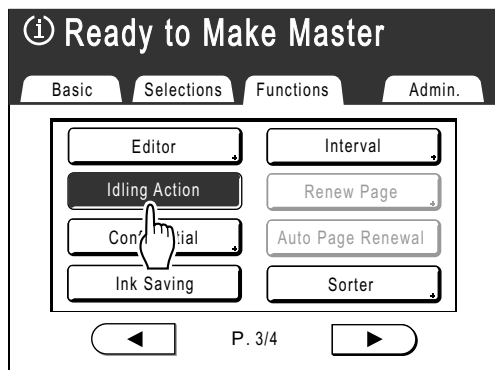 Ready to Make Master
Basic Selections Functions Admin.
Editor Interval
Idling Action Renew Page
Auto Page Renewal
Ink Saving Sorter
P. 3/4